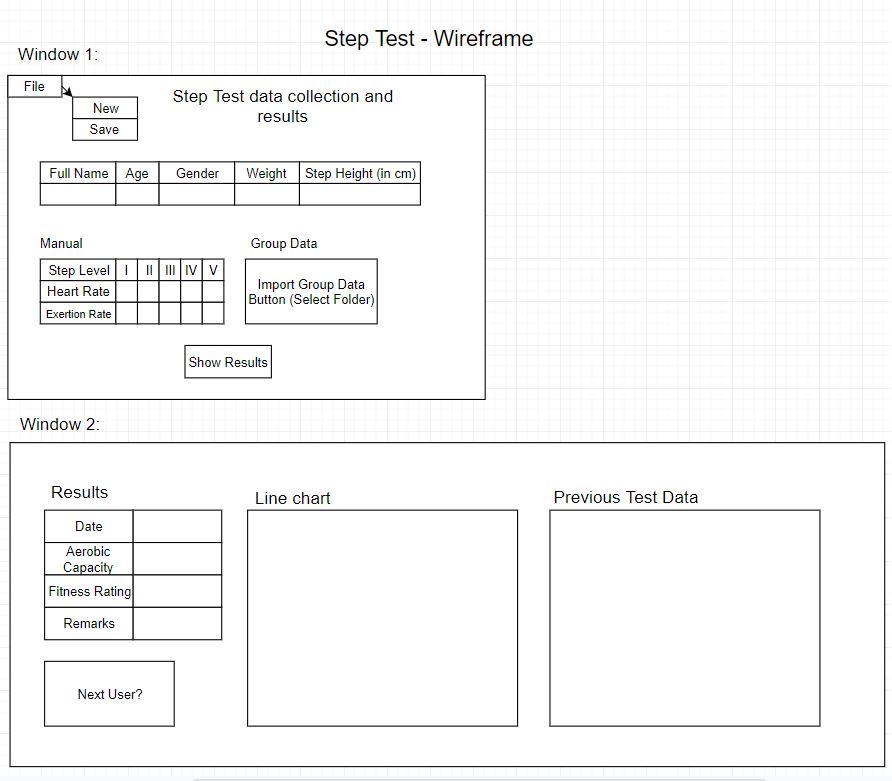 Step Test - Wireframe
Window 1:
File
New
Save
Step Test data collection and
results
Full Name Age Gender Weight Step Height (in cm)
Manual
Step Level I II III IV V
Heart Rate
Exertion Rate
Group Data
Import Group Data
Button (Select Folder)
Show Results
Window 2:
Results
Date
Aerobic
Capacity
Fitness Rating
Remarks
Next User?
Line chart
Previous Test Data